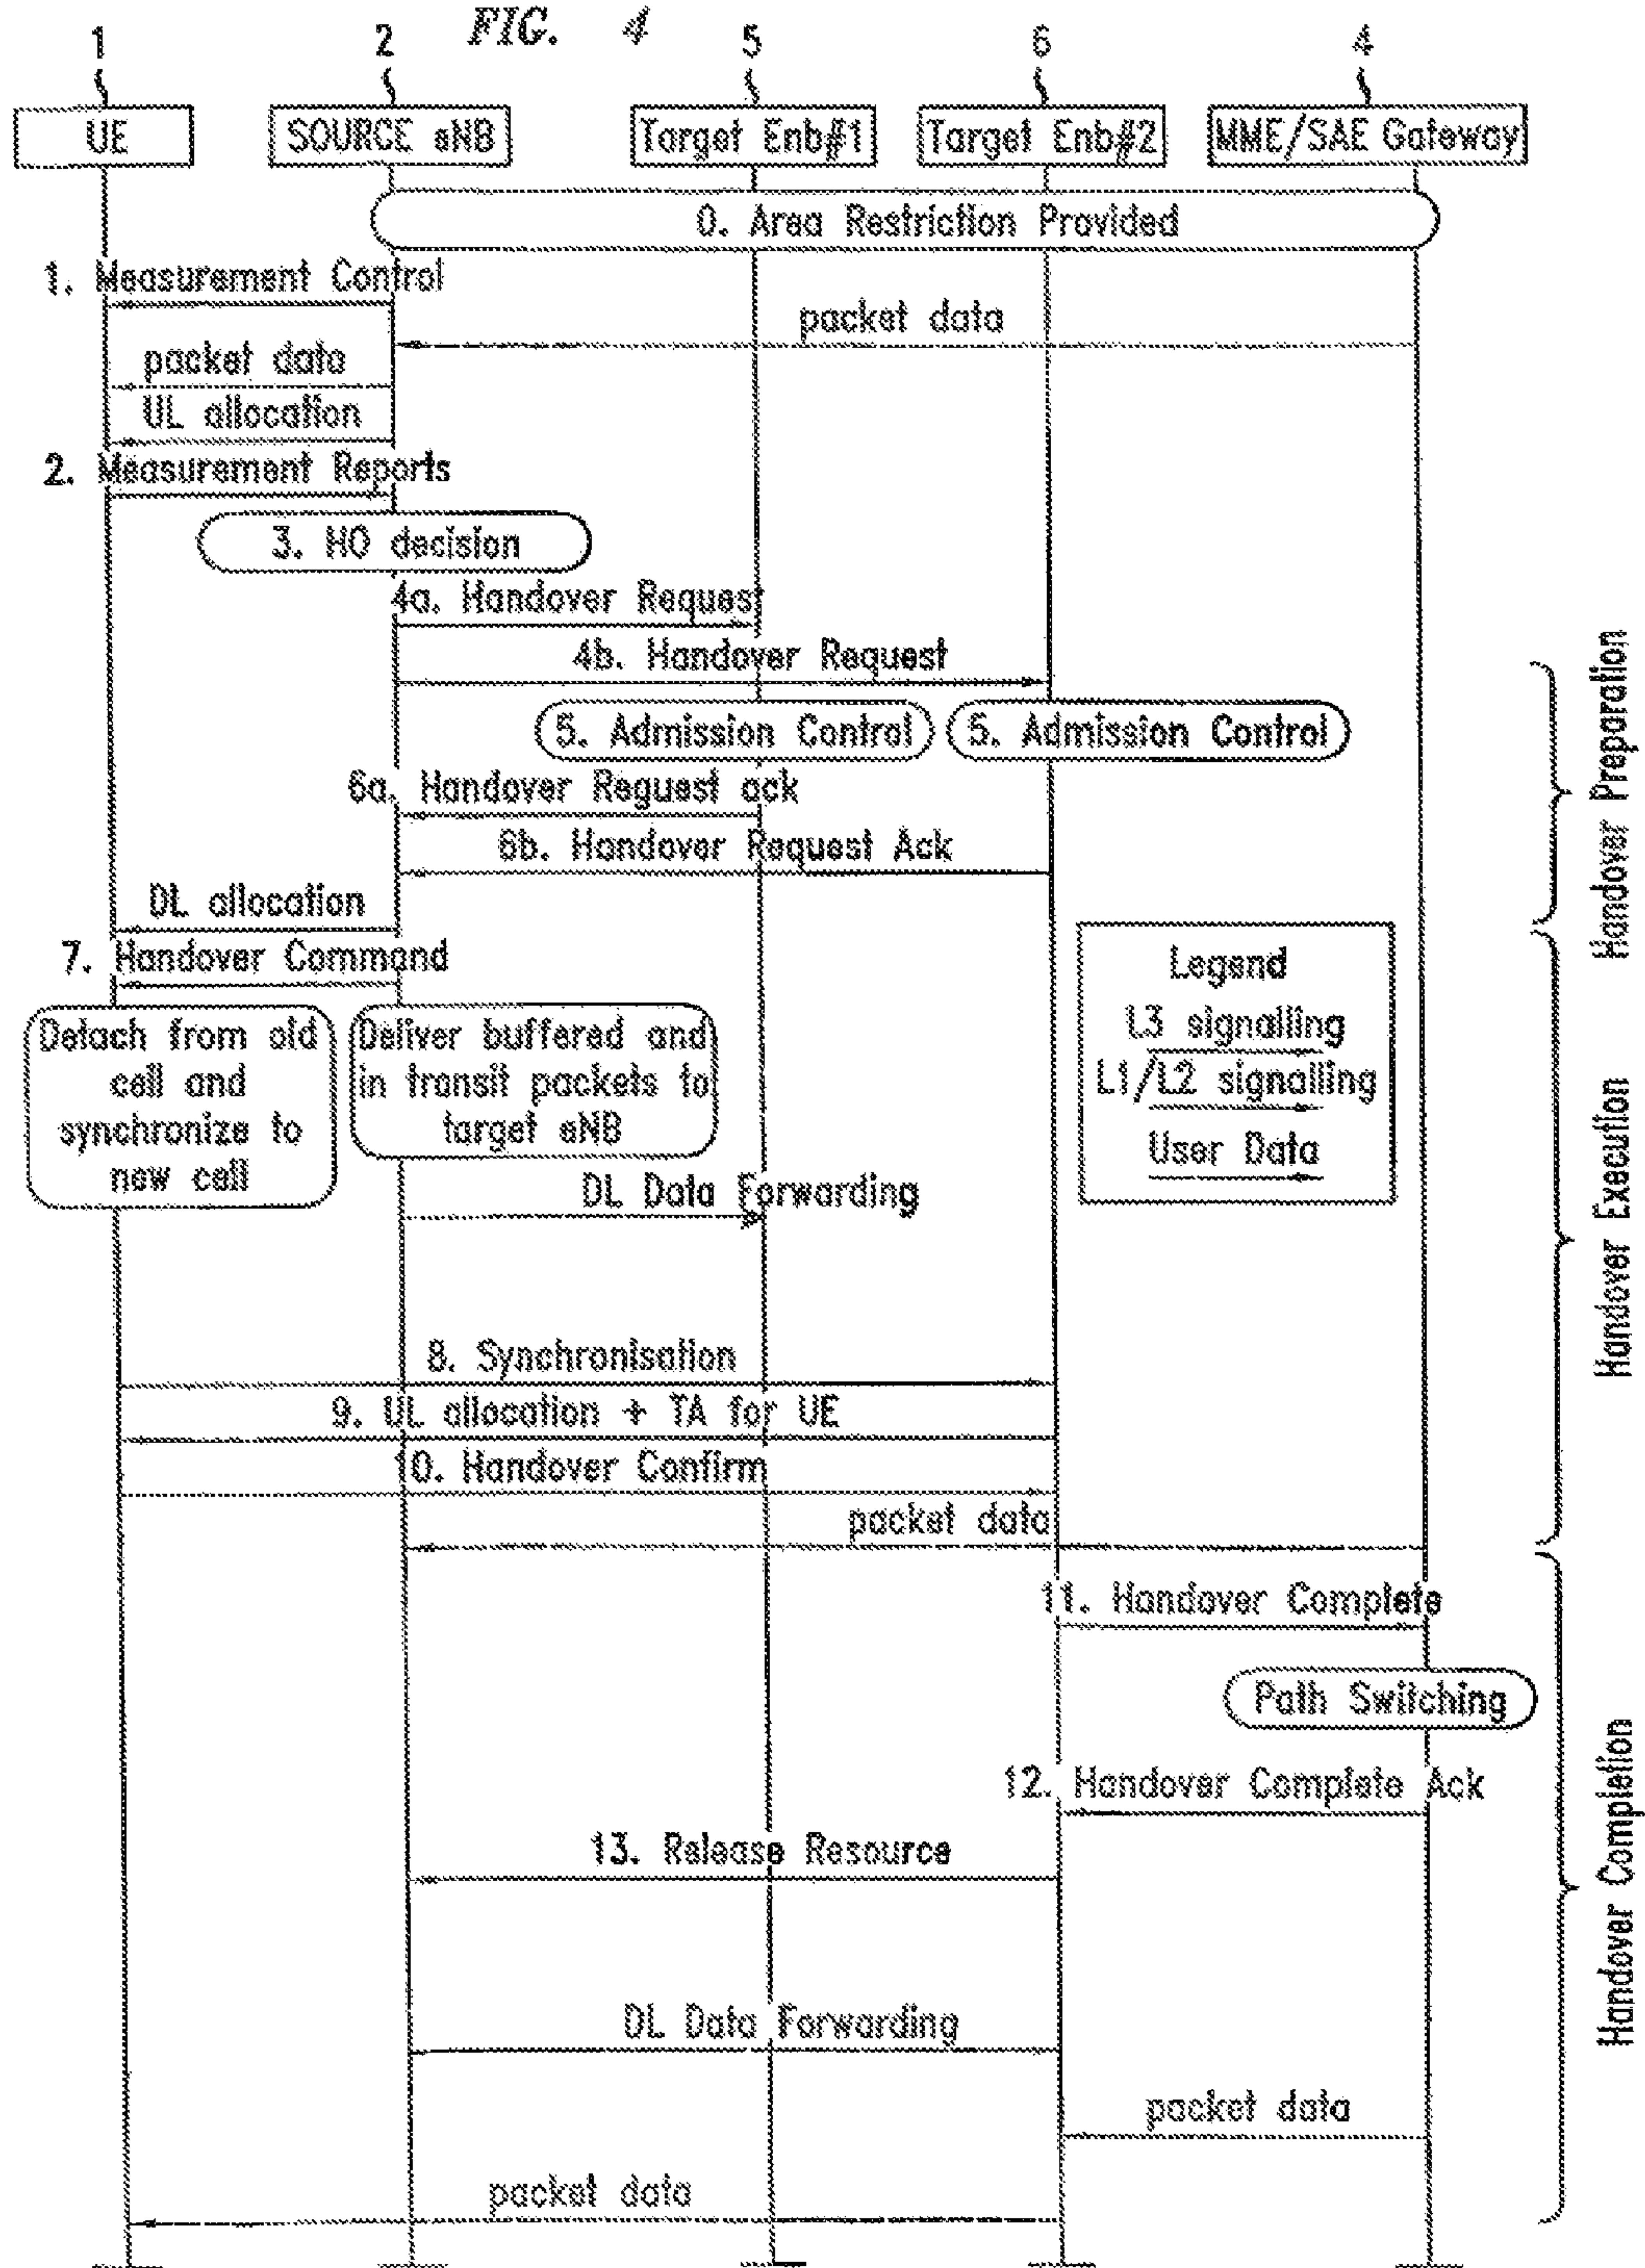 FIG. 4
1 2 5 6 4
UE
SOURCE eNB
Target Enb#1
Target Enb#2
MME/SAE Gateway
0. Area Restriction Provided
1. Measurement Control
packet data
packet data
UL allocation
2. Measurement Reports
3. HO decision
4a. Handover Request
4b. Handover Request
5. Admission Control
5. Admission Control
6a. Handover Request ack
6b. Handover Request Ack
DL allocation
7. Handover Command
Handover Preparation
Detach from old
cell and
synchronize to
new cell
Deliver buffered and
in transit packets to
target eNB
Legend
L3 signalling
L1/L2 signalling
User Data
DL Data Forwarding
8. Synchronisation
9. UL allocation + TA for UE
10. Handover Confirm
packet data
Handover Execution
11. Handover Complete
Path Switching
12. Handover Complete Ack
13. Release Resource
DL Data Forwarding
packet data
packet data
Handover Completion